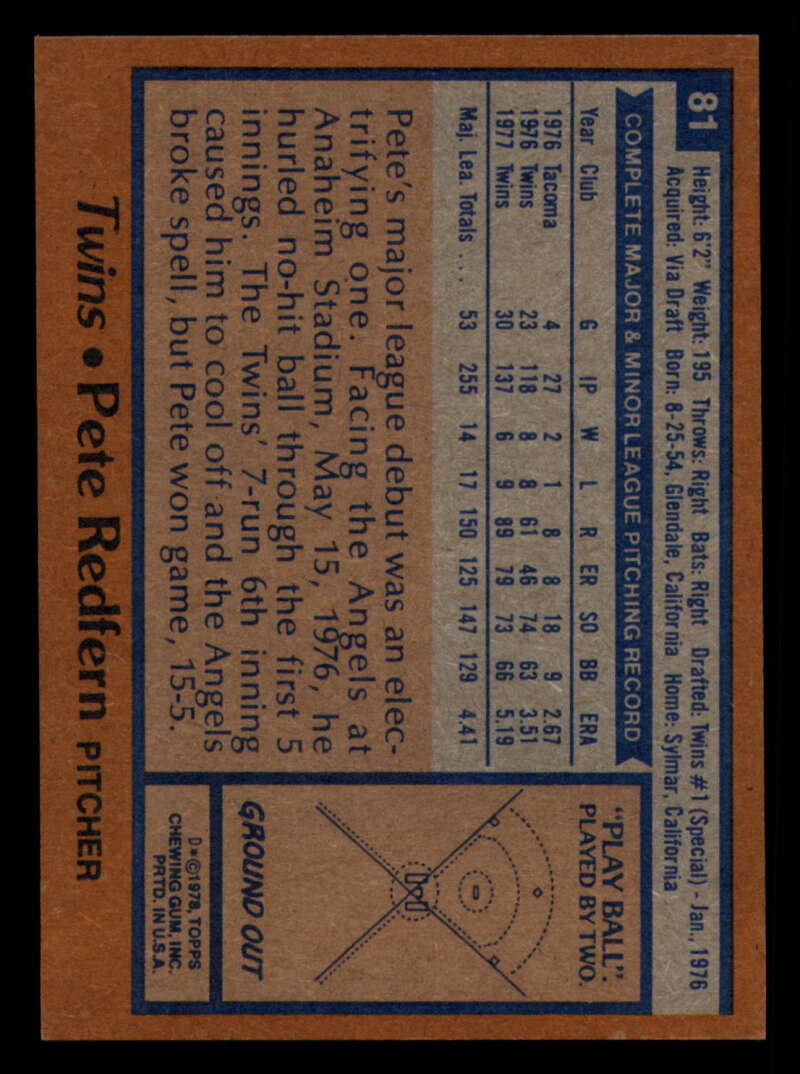 81
Height: 6'2" Weight: 195 Throws: Right Bats: Right Drafted: Twins #1 (Special) - Jan., 1976
Acquired: Via Draft Born: 8-25-54, Glendale, California Home: Sylmar, California
COMPLETE MAJOR & MINOR LEAGUE PITCHING RECORD
Year Club G IP W L R ER SO BB ERA
1976 Tacoma 4 27 2 1 8 8 18 9 2.67
1976 Twins 23 118 8 8 61 46 74 63 3.51
1977 Twins 30 137 6 9 89 79 73 66 5.19
Maj. Lea. Totals ... 53 255 14 17 150 125 147 129 4.41
Pete's major league debut was an elec-
trifying one. Facing the Angels at
Anaheim Stadium, May 15, 1976, he
hurled no-hit ball through the first 5
innings. The Twins' 7-run 6th inning
caused him to cool off and the Angels
broke spell, but Pete won game, 15-5.
"PLAY BALL":
PLAYED BY TWO.
GROUND OUT
D*©1978, TOPPS
CHEWING GUM, INC.
PRTD. IN U.S.A.
Twins • Pete Redfern PITCHER